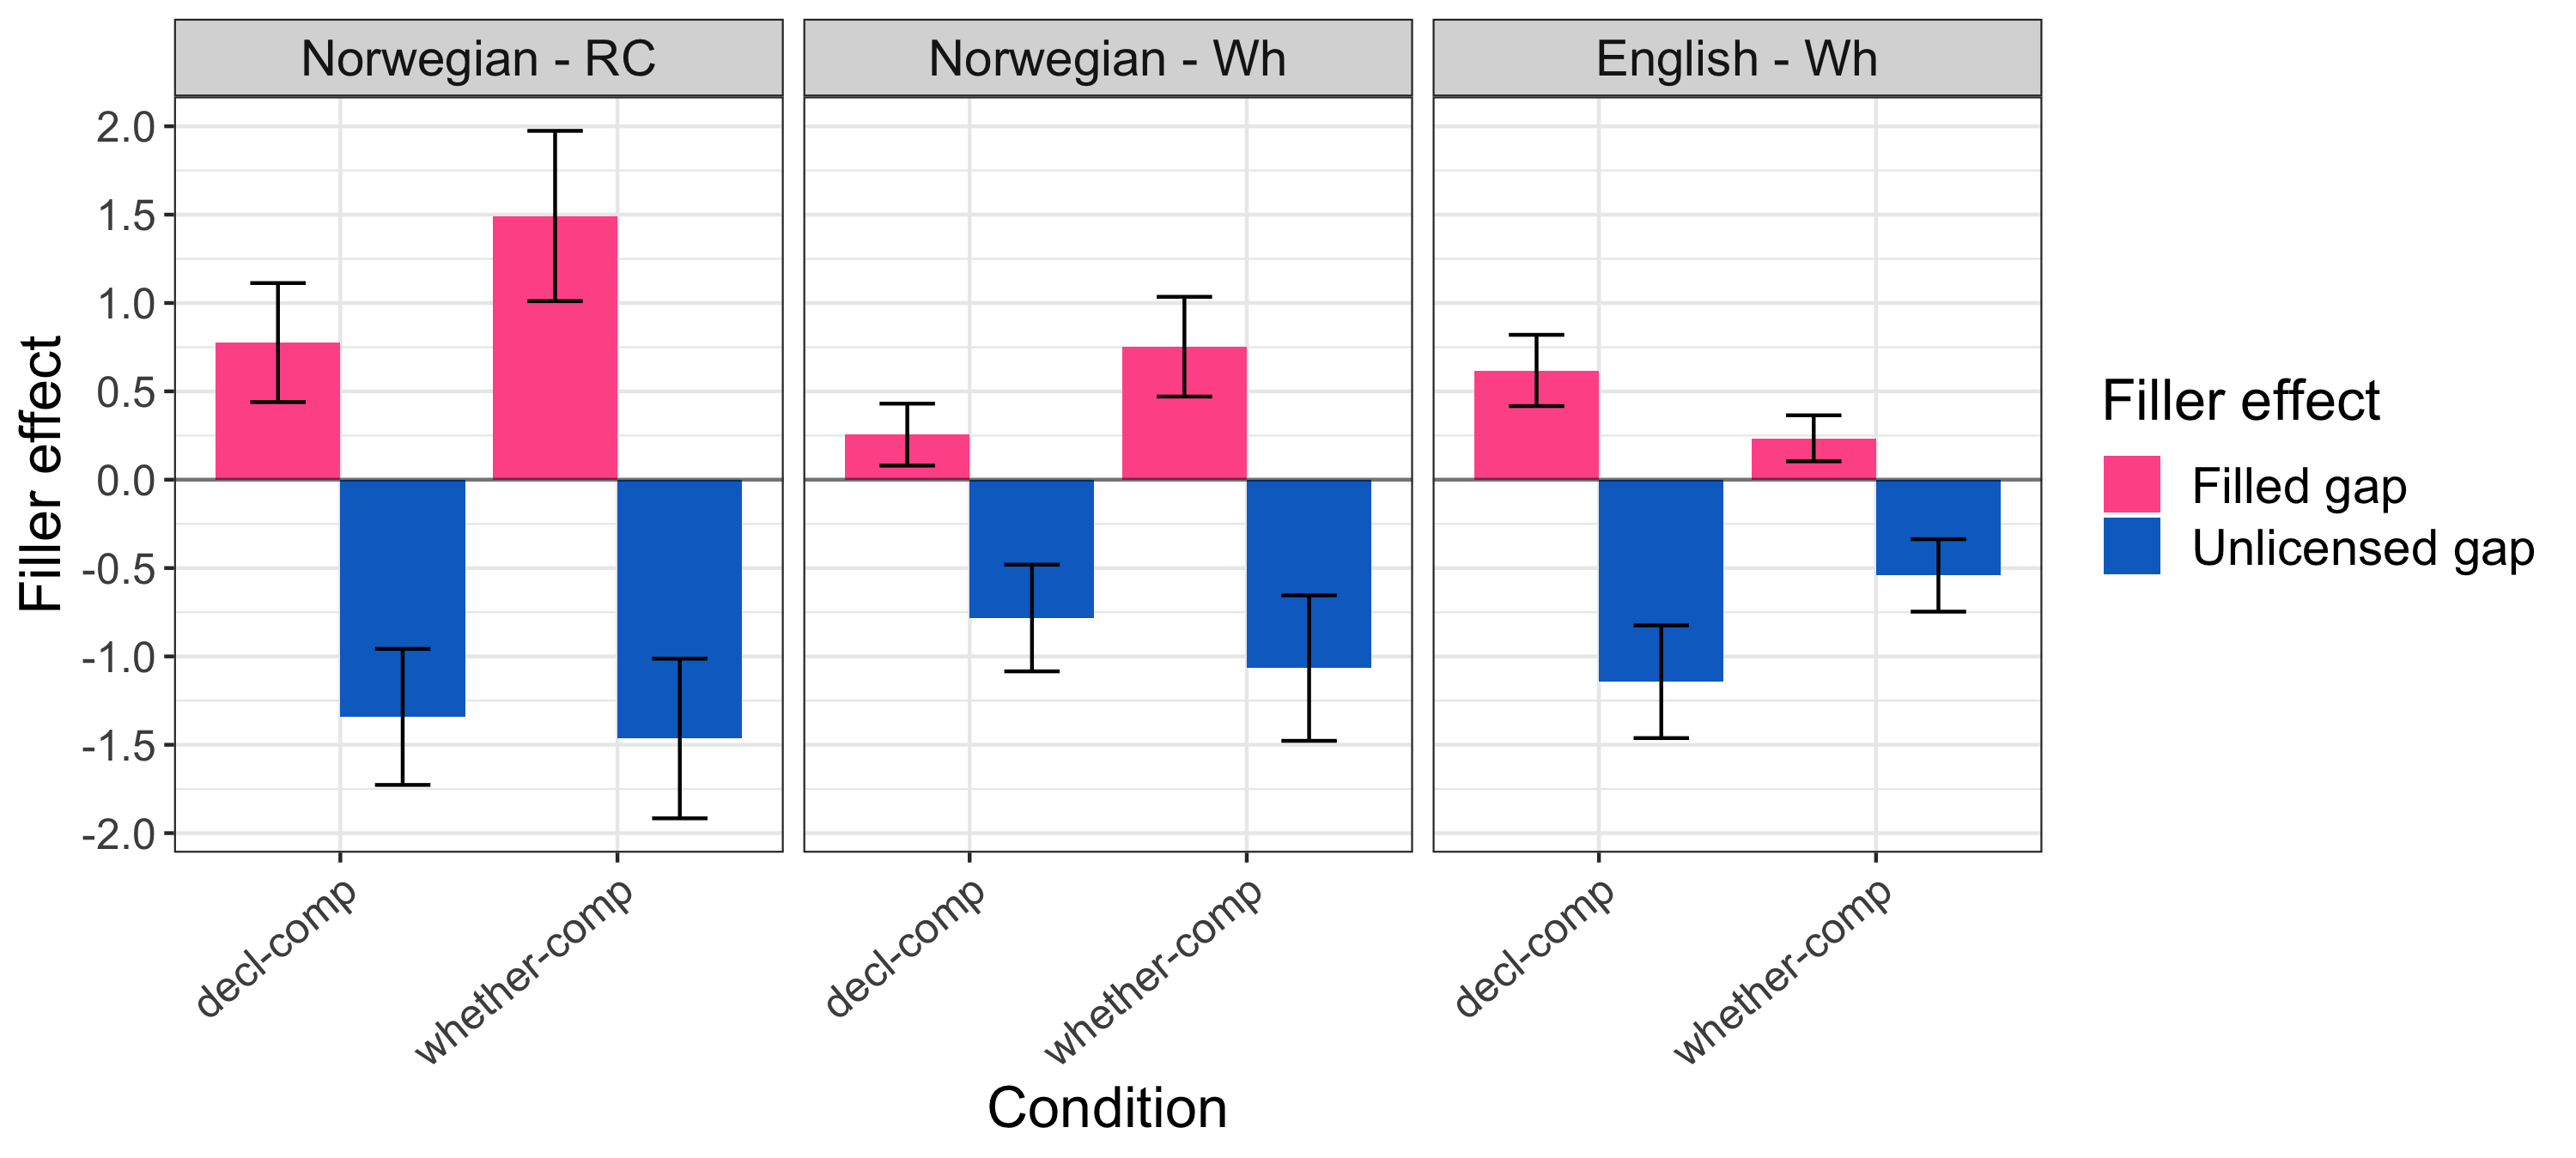 Norwegian - RC
Norwegian - Wh
English - Wh
Filler effect
2.0
1.5
1.0
0.5
0.0
-0.5
-1.0
-1.5
-2.0
decl-comp
whether-comp
decl-comp
whether-comp
decl-comp
whether-comp
Condition
Filler effect
Filled gap
Unlicensed gap